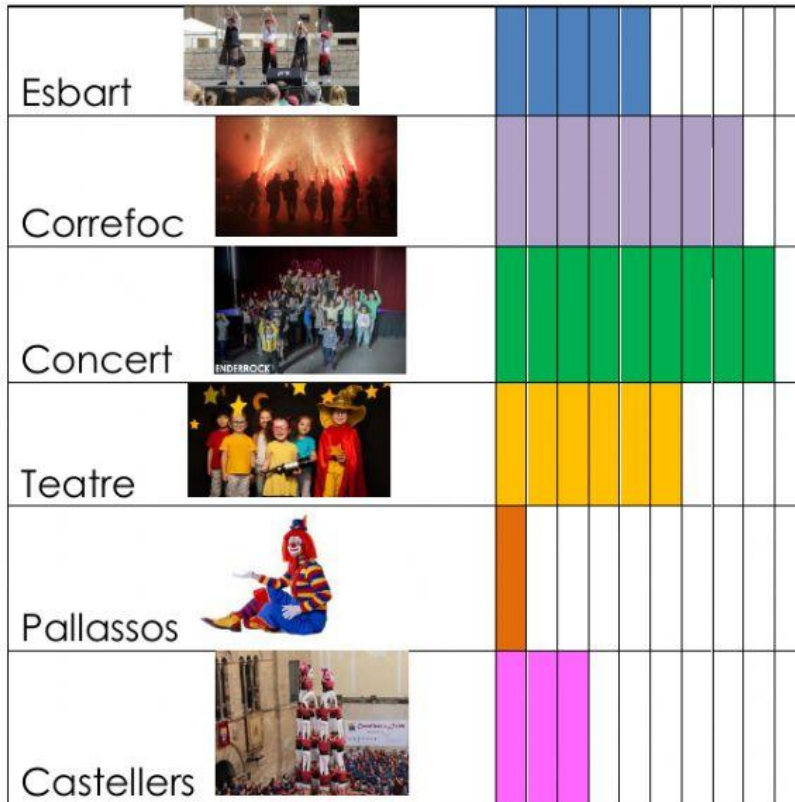 Esbart
Correfoc
ENDERROCK
Concert
Teatre
Pallassos
Castellers